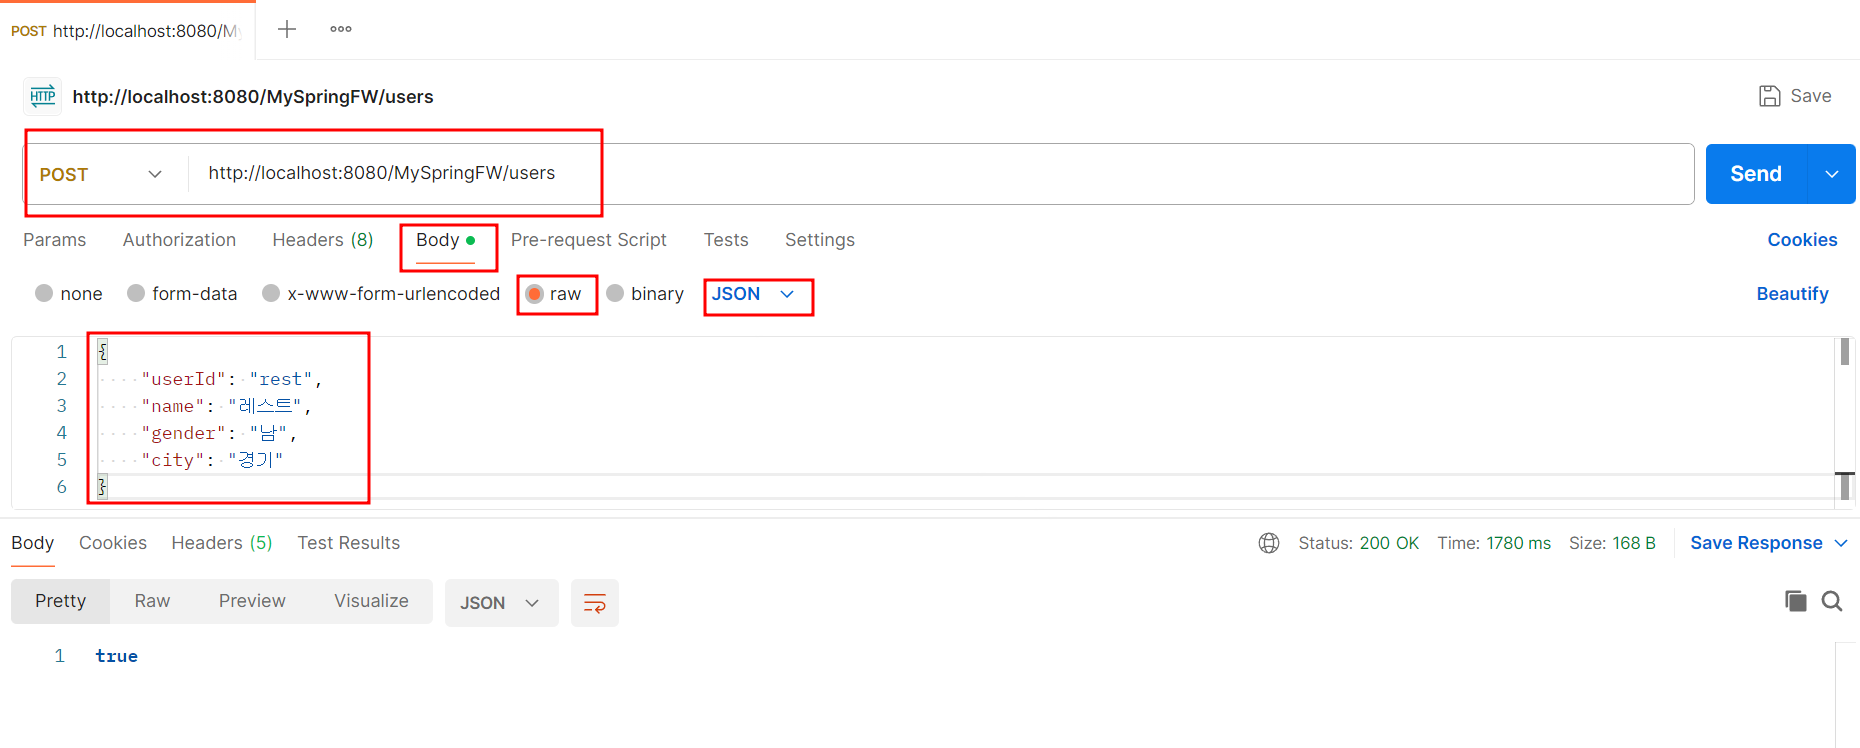 POST http://localhost:8080/M
HTTP http://localhost:8080/MySpringFW/users Save
POST http://localhost:8080/MySpringFW/users Send
Params Authorization Headers (8) Body Pre-request Script Tests Settings Cookies
none form-data x-www-form-urlencoded raw binary JSON Beautify
1 {
2 "userId": "rest",
3 "name": "레스트",
4 "gender": "남",
5 "city": "경기"
6 }
Body Cookies Headers (5) Test Results Status: 200 OK Time: 1780 ms Size: 168 B Save Response
Pretty Raw Preview Visualize JSON
1 true